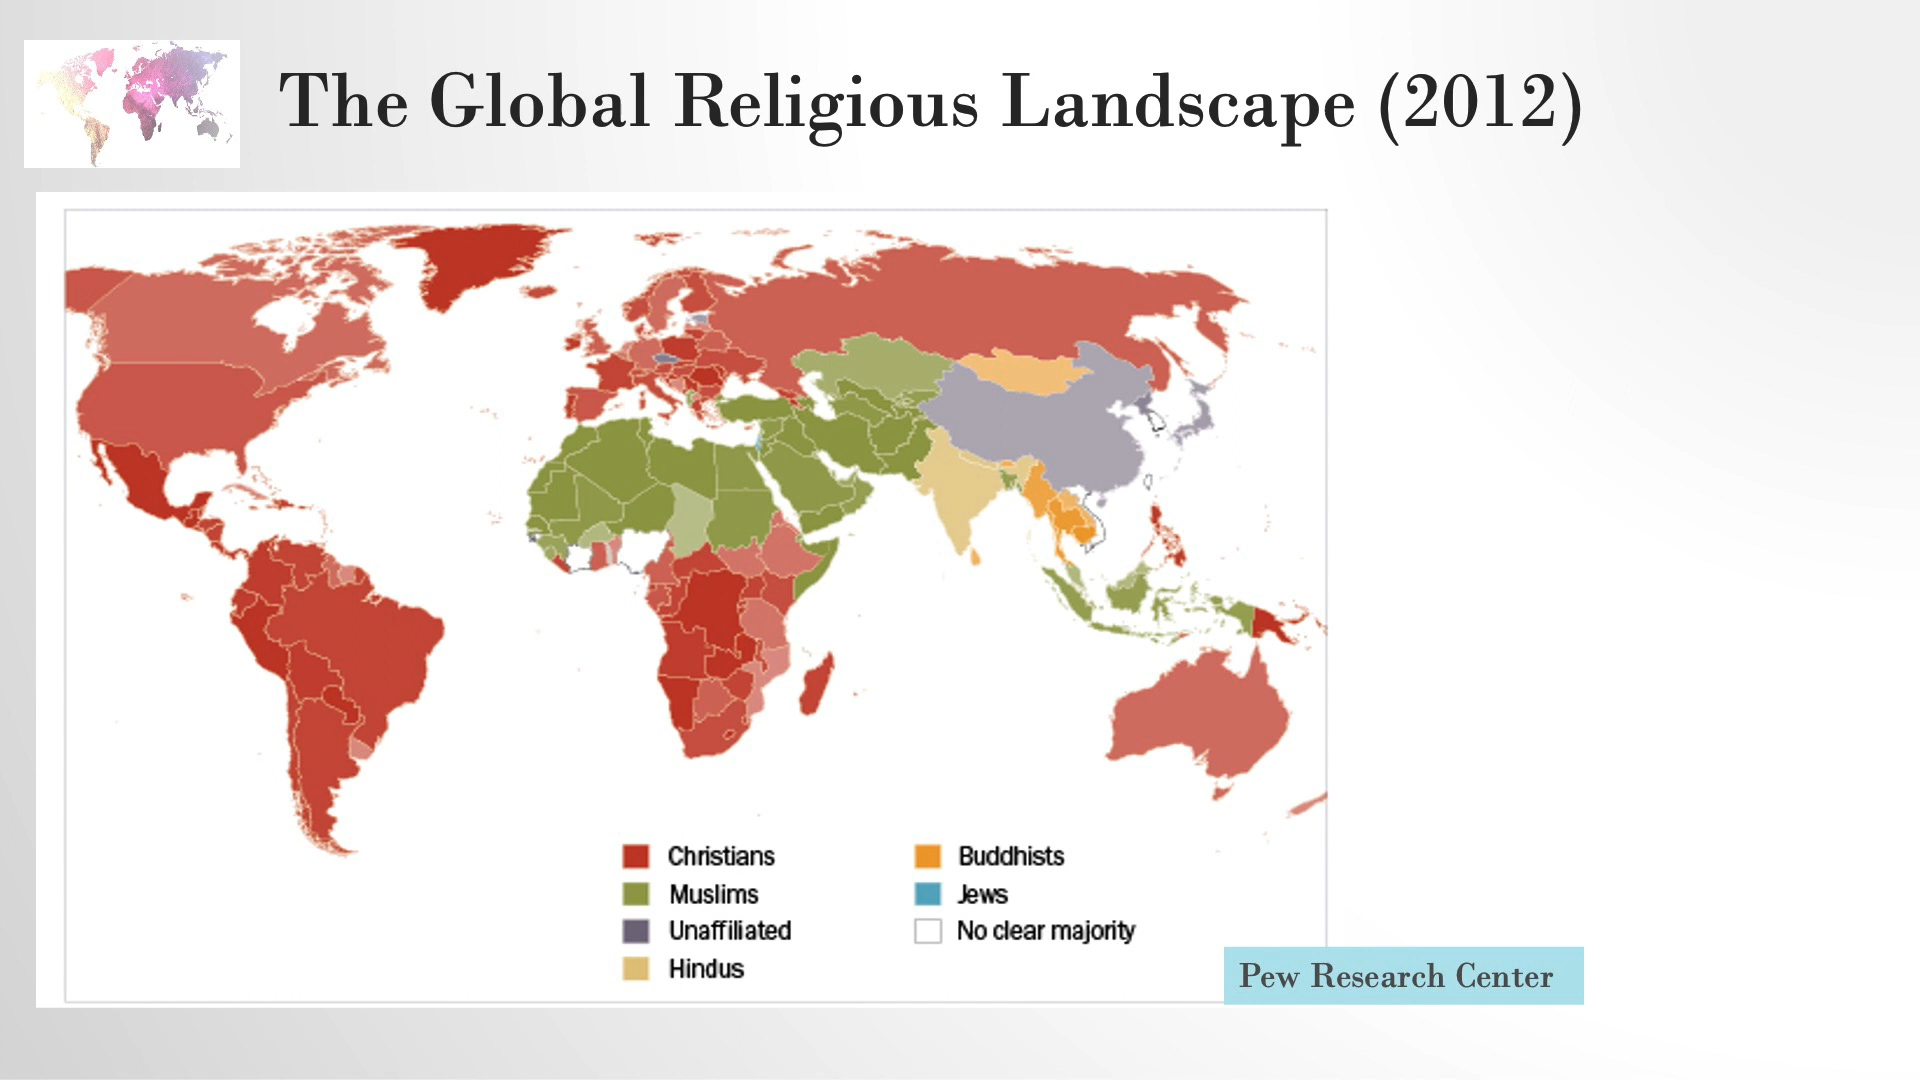 The Global Religious Landscape (2012)
Christians
Muslims
Unaffiliated
Hindus
Buddhists
Jews
No clear majority
Pew Research Center